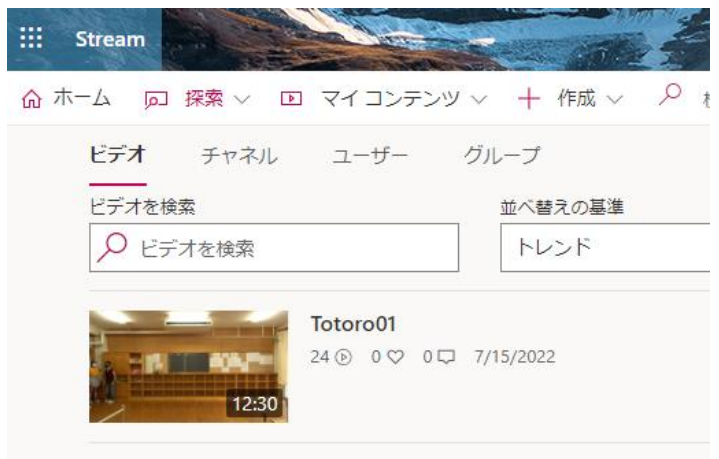 Stream
ホーム 探索 マイ コンテンツ 作成
ビデオ チャネル ユーザー グループ
ビデオを検索 並べ替えの基準
ビデオを検索 トレンド
Totoro01
24 0 0 7/15/2022
12:30